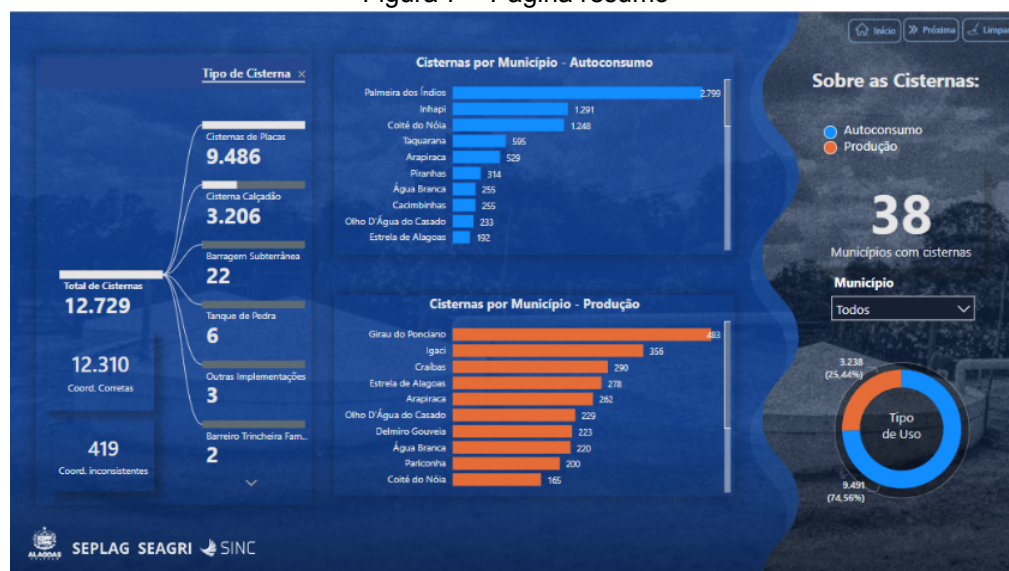 Figura 7 – Página resumo
Início
Próxima
Tipo de Cisterna
Cisternas de Placas
9.486
Cisterna Calçadão
3.206
Barragem Subterrânea
22
Total de Cisternas
12.729
Tanque de Pedra
6
12.310
Coord. Corretas
Outras Implementações
3
419
Coord. inconsistentes
Barreiro Trincheira Fam...
2
Cisternas por Município - Autoconsumo
Palmeira dos Índios 2.799
Inhapi 1.291
Coité do Nóia 1.248
Taquarana 595
Arapiraca 529
Piranhas 314
Água Branca 255
Cacimbinhas 255
Olho D'Água do Casado 233
Estrela de Alagoas 192
Cisternas por Município - Produção
Girau do Ponciano 483
Igaci 356
Craíbas 290
Estrela de Alagoas 278
Arapiraca 262
Olho D'Água do Casado 229
Delmiro Gouveia 223
Água Branca 220
Pariconha 200
Coité do Nóia 165
Sobre as Cisternas:
Autoconsumo
Produção
38
Municípios com cisternas
Município
Todos
3.238
(25,44%)
Tipo
de Uso
9.491
(74,56%)
ALAGOAS SEPLAG SEAGRI SINC